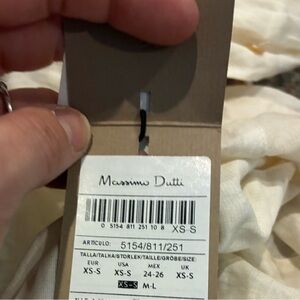 Massimo Dutti
0 5154 811 251 10 8 XS-S
ARTICULO: 5154/811/251
TALLA/TALHA/STORLEK/TAILLE/GRÖßE/SIZE:
EUR USA MEX UK
XS-S XS-S 24-26 XS-S
XS-S M-L